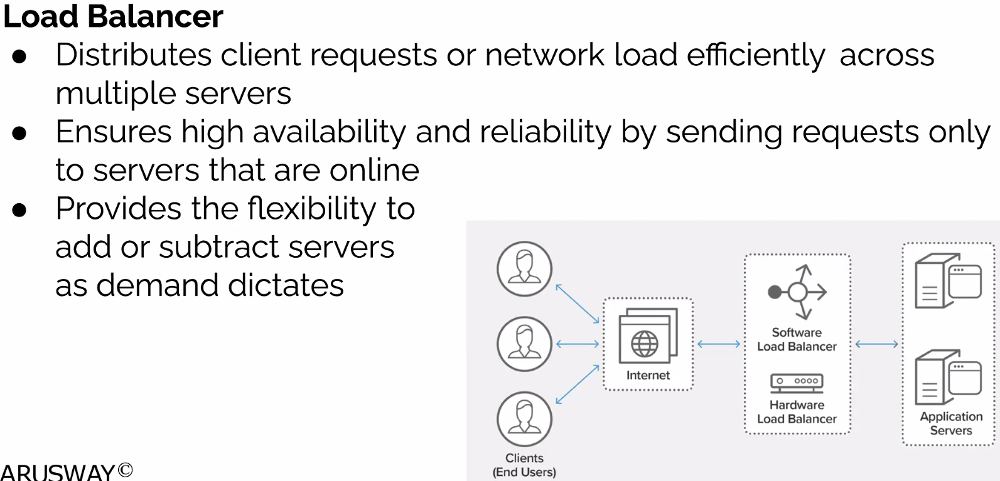 Load Balancer
● Distributes client requests or network load efficiently across
multiple servers
● Ensures high availability and reliability by sending requests only
to servers that are online
● Provides the flexibility to
add or subtract servers
as demand dictates
Clients
(End Users)
Internet
Software
Load Balancer
Hardware
Load Balancer
Application
Servers
ARUSWAY©